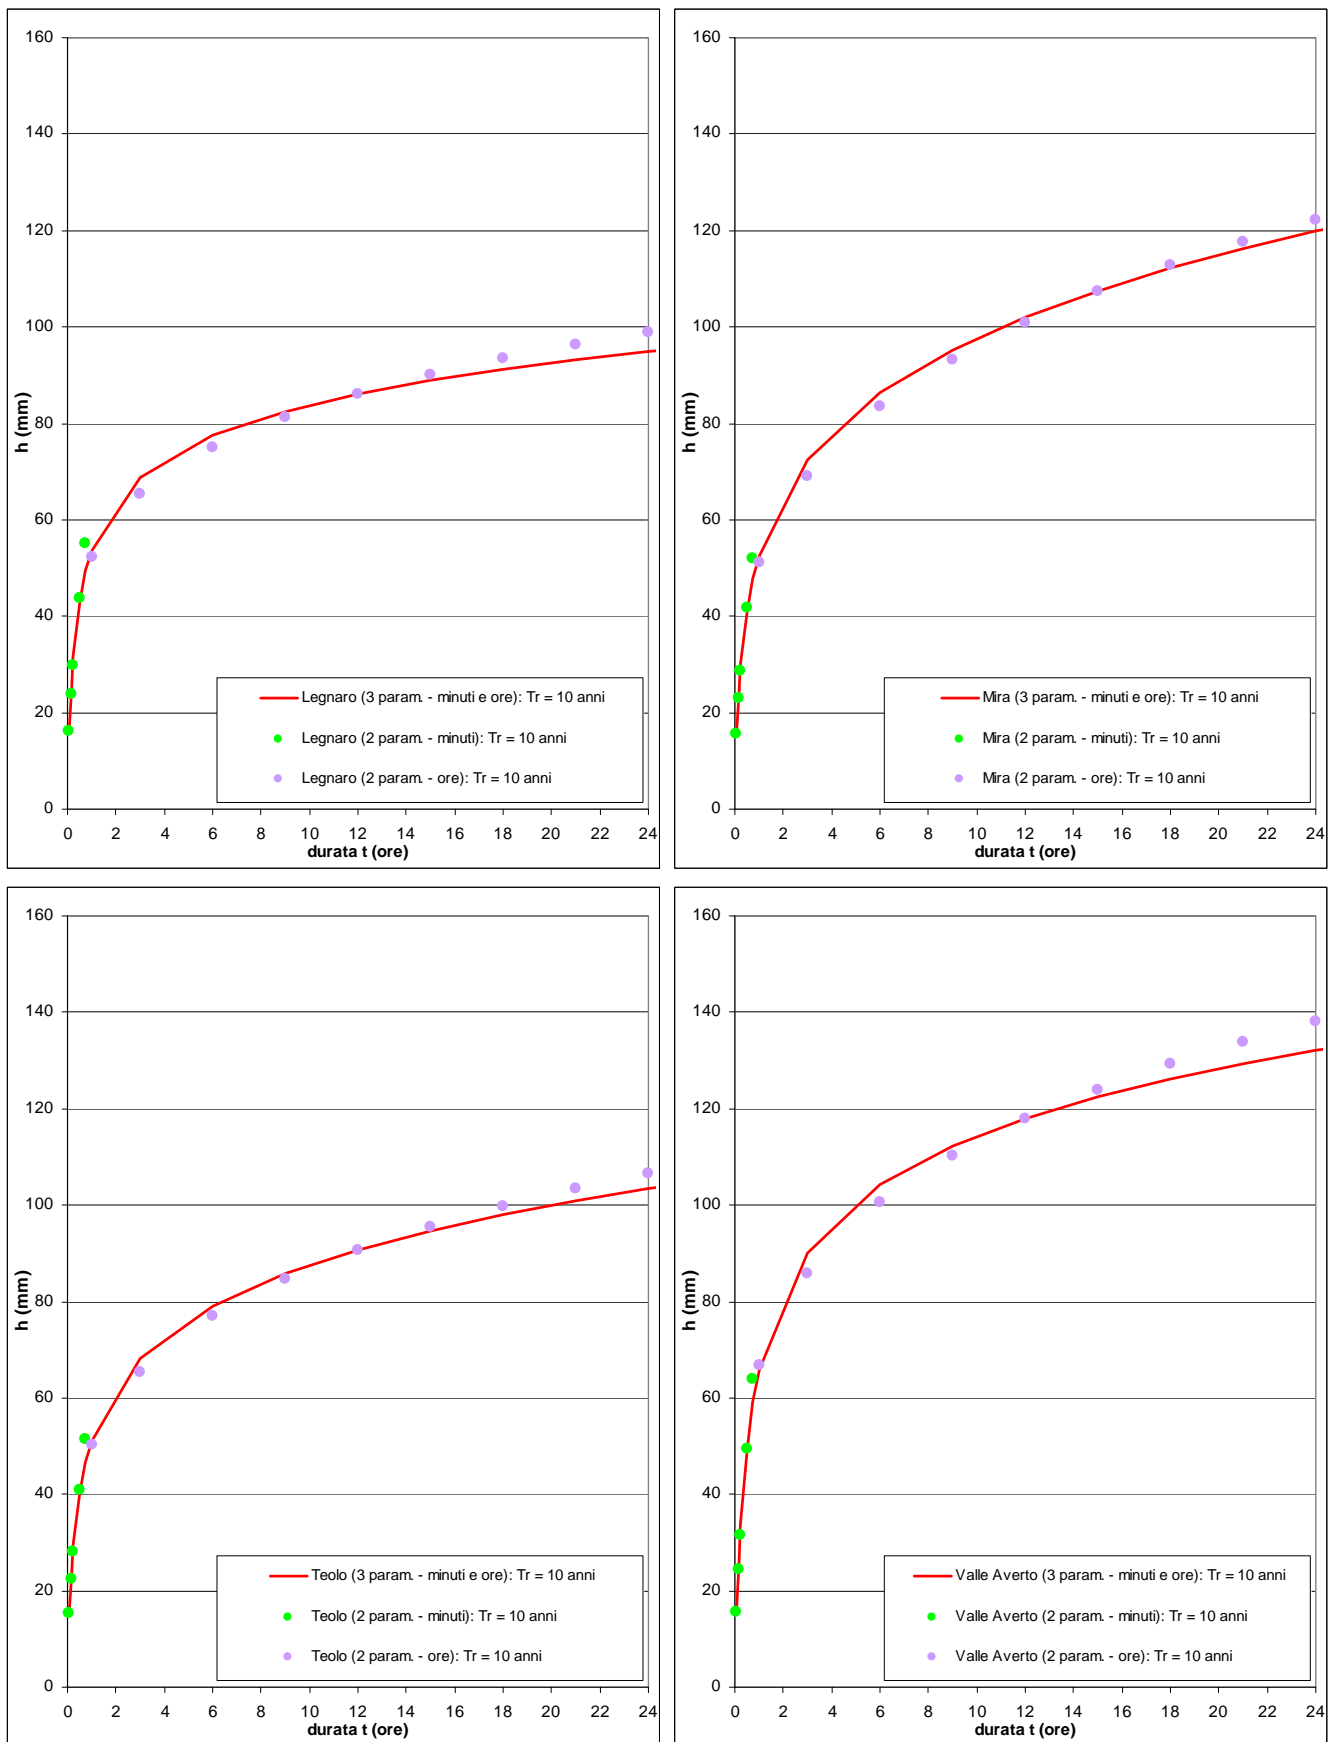 160
140
120
100
80
60
40
20
0
h (mm)
0 2 4 6 8 10 12 14 16 18 20 22 24
durata t (ore)
Legnaro (3 param. - minuti e ore): Tr = 10 anni
Legnaro (2 param. - minuti): Tr = 10 anni
Legnaro (2 param. - ore): Tr = 10 anni
160
140
120
100
80
60
40
20
0
h (mm)
0 2 4 6 8 10 12 14 16 18 20 22 24
durata t (ore)
Mira (3 param. - minuti e ore): Tr = 10 anni
Mira (2 param. - minuti): Tr = 10 anni
Mira (2 param. - ore): Tr = 10 anni
160
140
120
100
80
60
40
20
0
h (mm)
0 2 4 6 8 10 12 14 16 18 20 22 24
durata t (ore)
Teolo (3 param. - minuti e ore): Tr = 10 anni
Teolo (2 param. - minuti): Tr = 10 anni
Teolo (2 param. - ore): Tr = 10 anni
160
140
120
100
80
60
40
20
0
h (mm)
0 2 4 6 8 10 12 14 16 18 20 22 24
durata t (ore)
Valle Averto (3 param. - minuti e ore): Tr = 10 anni
Valle Averto (2 param. - minuti): Tr = 10 anni
Valle Averto (2 param. - ore): Tr = 10 anni